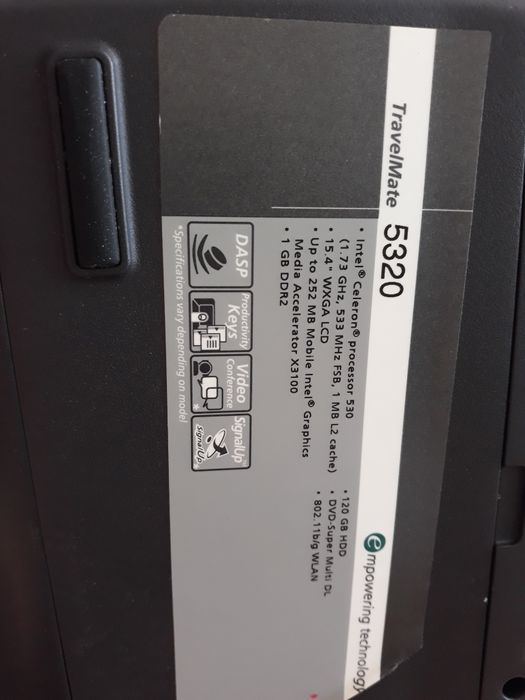 TravelMate 5320
empowering technology
• Intel® Celeron® processor 530
(1.73 GHz, 533 MHz FSB, 1 MB L2 cache)
• 15.4" WXGA LCD
• Up to 252 MB Mobile Intel® Graphics
Media Accelerator X3100
• 1 GB DDR2
• 120 GB HDD
• DVD-Super Multi DL
• 802.11b/g WLAN
DASP
Productivity
Keys
Video
Conference
*
SignalUp™
SignalUp
*Specifications vary depending on model